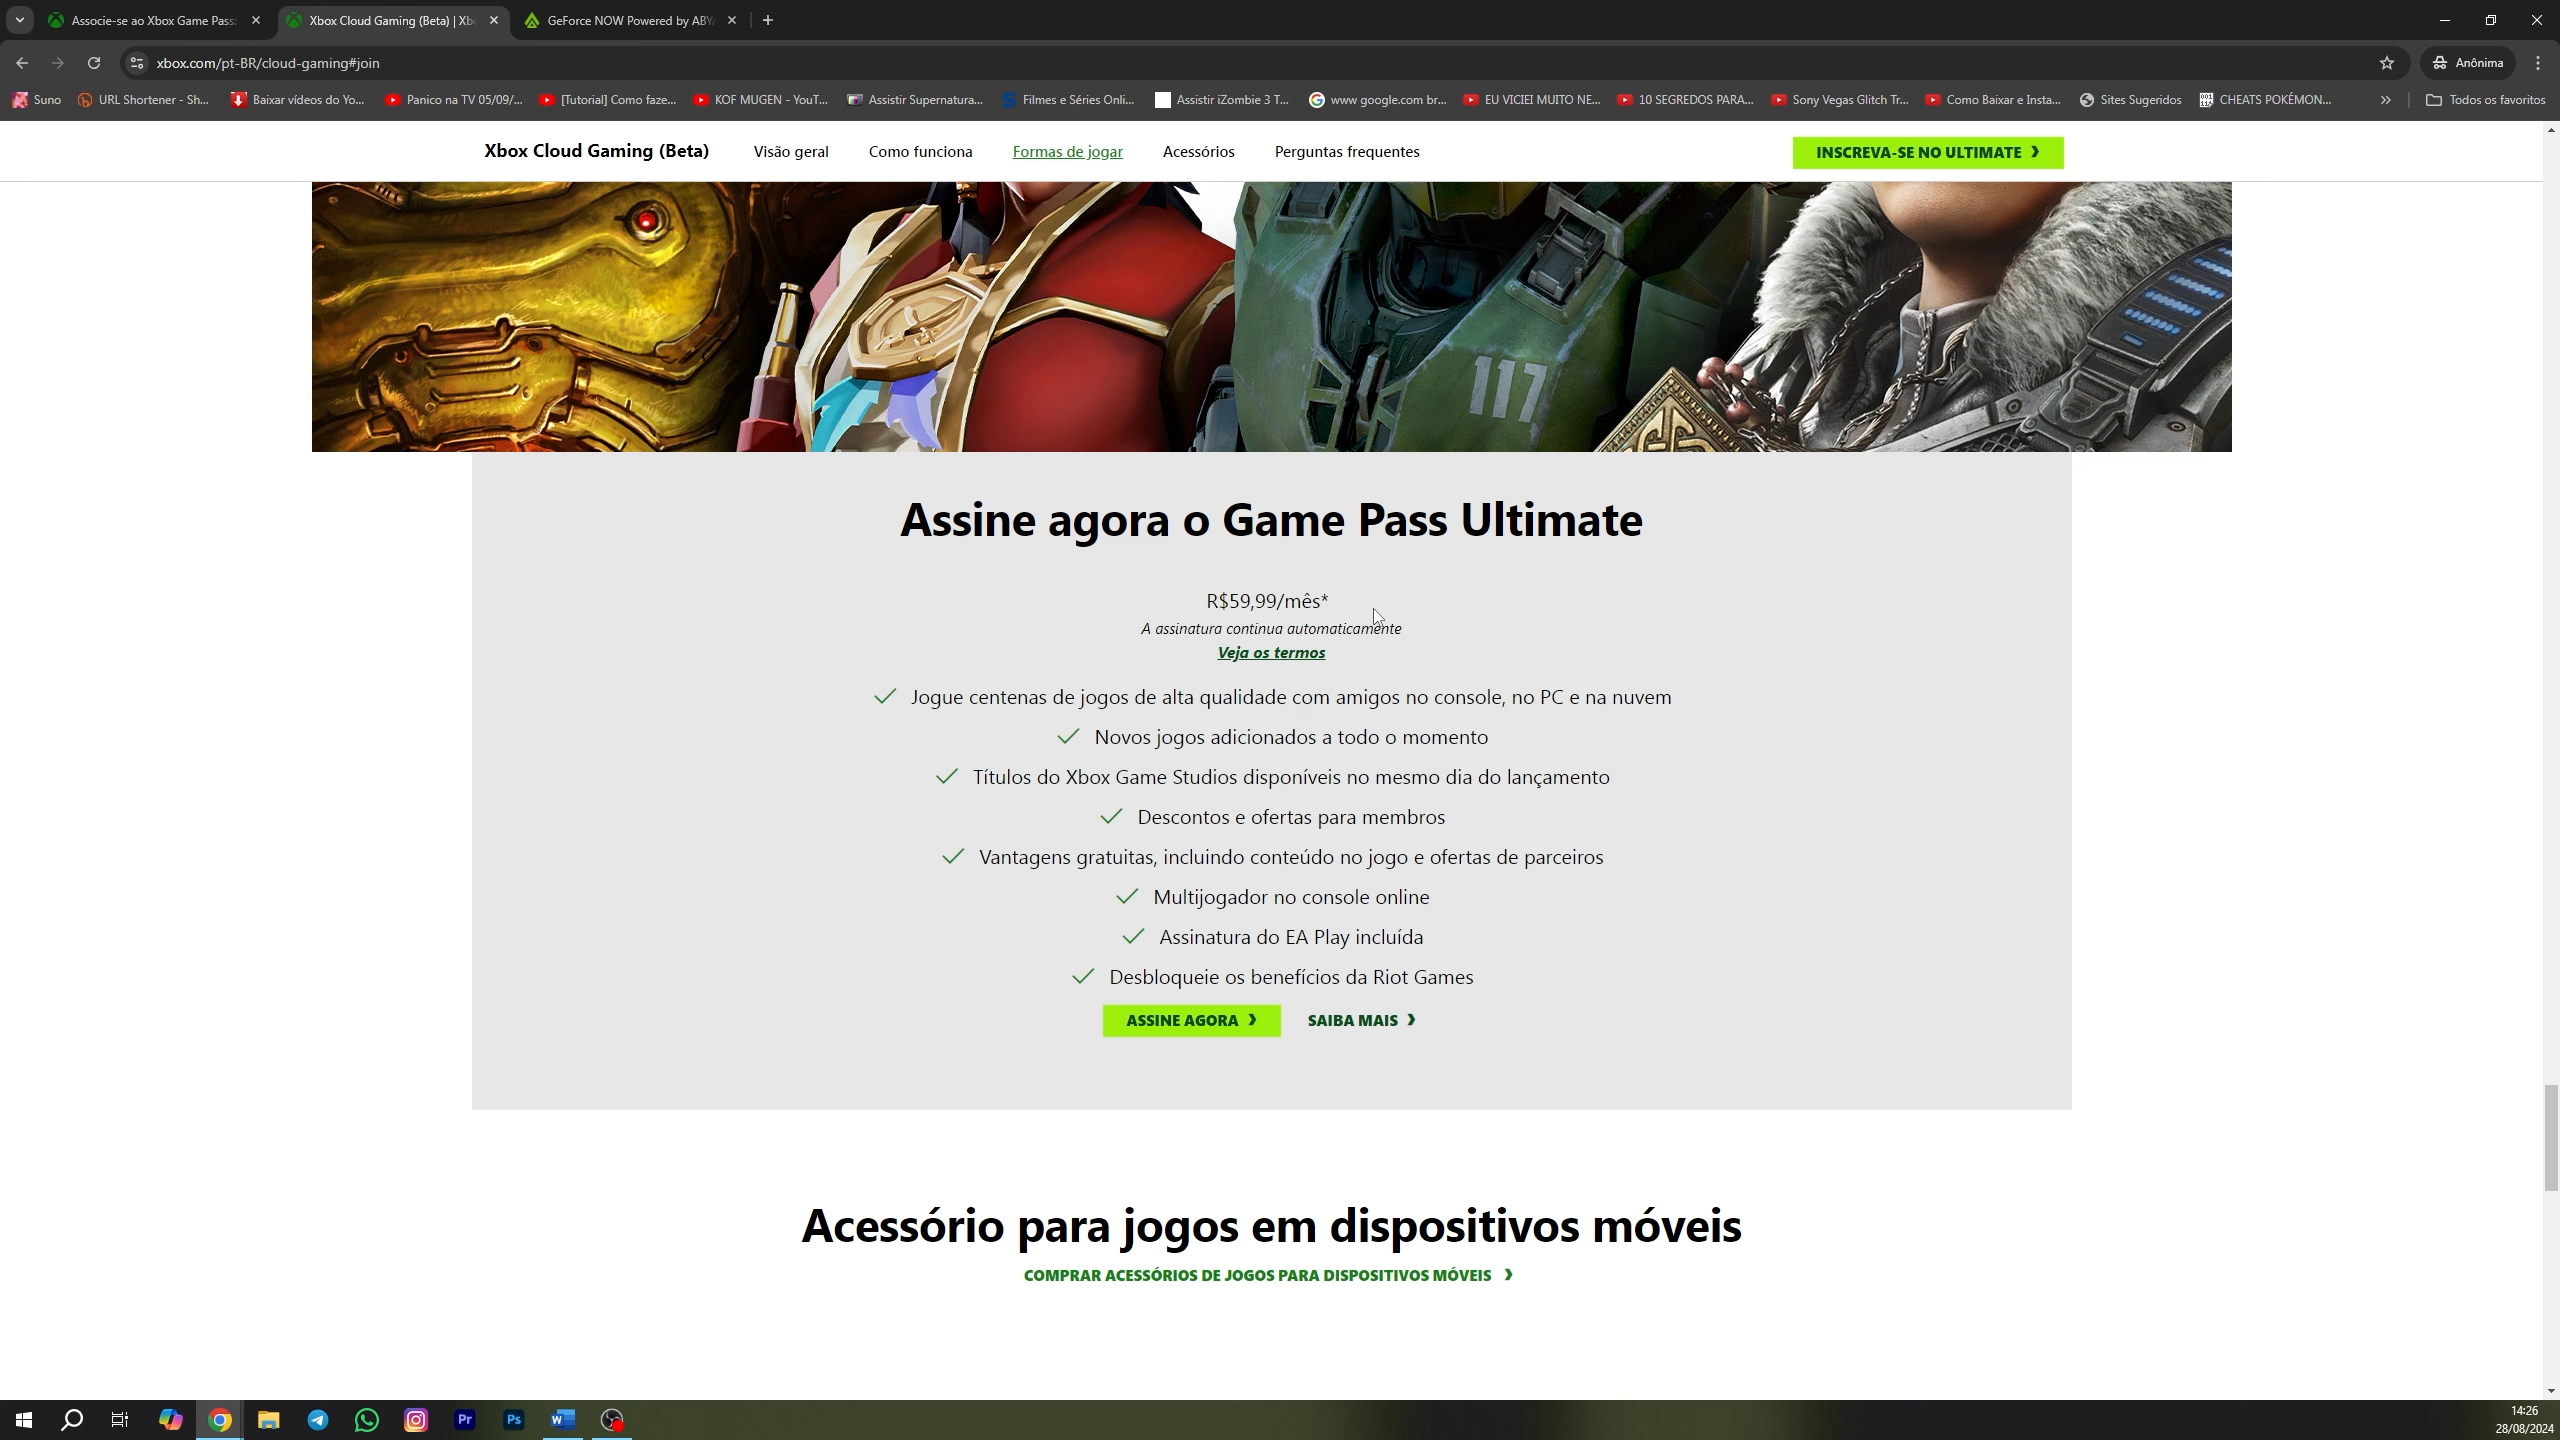 Associe-se ao Xbox Game Pass:
Xbox Cloud Gaming (Beta) | Xb
GeForce NOW Powered by ABY
xbox.com/pt-BR/cloud-gaming#join
Anônima
Suno
URL Shortener - Sh...
Baixar vídeos do Yo...
Panico na TV 05/09/...
[Tutorial] Como faze...
KOF MUGEN - YouT...
Assistir Supernatura...
Filmes e Séries Onli...
Assistir iZombie 3 T...
www google.com br...
EU VICIEI MUITO NE...
10 SEGREDOS PARA...
Sony Vegas Glitch Tr...
Como Baixar e Insta...
Sites Sugeridos
CHEATS POKÉMON...
Todos os favoritos
Xbox Cloud Gaming (Beta)
Visão geral
Como funciona
Formas de jogar
Acessórios
Perguntas frequentes
INSCREVA-SE NO ULTIMATE
117
Assine agora o Game Pass Ultimate
R$59,99/mês*
A assinatura continua automaticamente
Veja os termos
Jogue centenas de jogos de alta qualidade com amigos no console, no PC e na nuvem
Novos jogos adicionados a todo o momento
Títulos do Xbox Game Studios disponíveis no mesmo dia do lançamento
Descontos e ofertas para membros
Vantagens gratuitas, incluindo conteúdo no jogo e ofertas de parceiros
Multijogador no console online
Assinatura do EA Play incluída
Desbloqueie os benefícios da Riot Games
ASSINE AGORA
SAIBA MAIS
Acessório para jogos em dispositivos móveis
COMPRAR ACESSÓRIOS DE JOGOS PARA DISPOSITIVOS MÓVEIS
Pr
Ps
W
14:26
28/08/2024